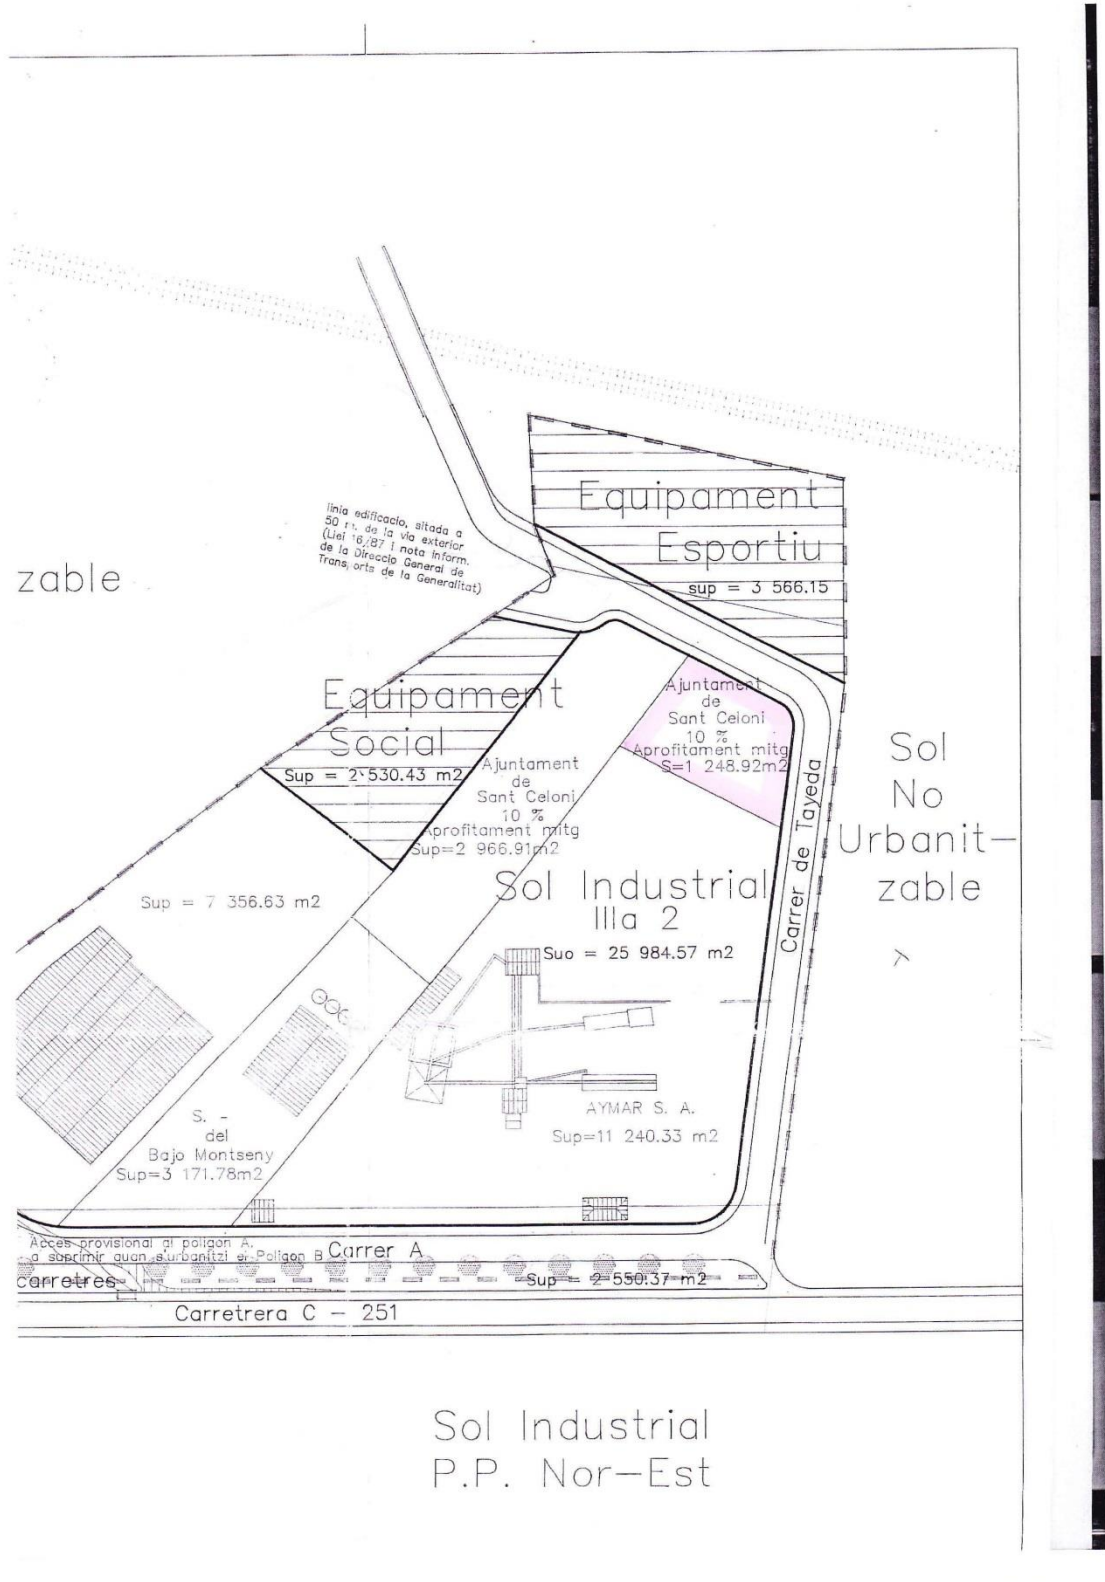 linia edificacio, sitada a
50 m. de la via exterior
(Llei 16/87 i nota inform.
de la Direccio General de
Transports de la Generalitat)
zable
Equipament
Esportiu
sup = 3 566.15
Equipament
Social
Sup = 2 530.43 m2
Ajuntament
de
Sant Celoni
10 %
Aprofitament mitg
S=1 248.92m2
Ajuntament
de
Sant Celoni
10 %
Aprofitament mitg
Sup=2 966.91m2
Sol
No
Urbanit-
zable
Carrer de Tayeda
Sup = 7 356.63 m2
Sol Industrial
IIIa 2
Suo = 25 984.57 m2
AYMAR S. A.
Sup=11 240.33 m2
S. -
del
Bajo Montseny
Sup=3 171.78m2
Acces provisional al poligon A,
a suprimir quan s'urbanitzi el Poligon B
Carrer A
carretres
Sup = 2 550.37 m2
Carretrera C - 251
Sol Industrial
P.P. Nor-Est